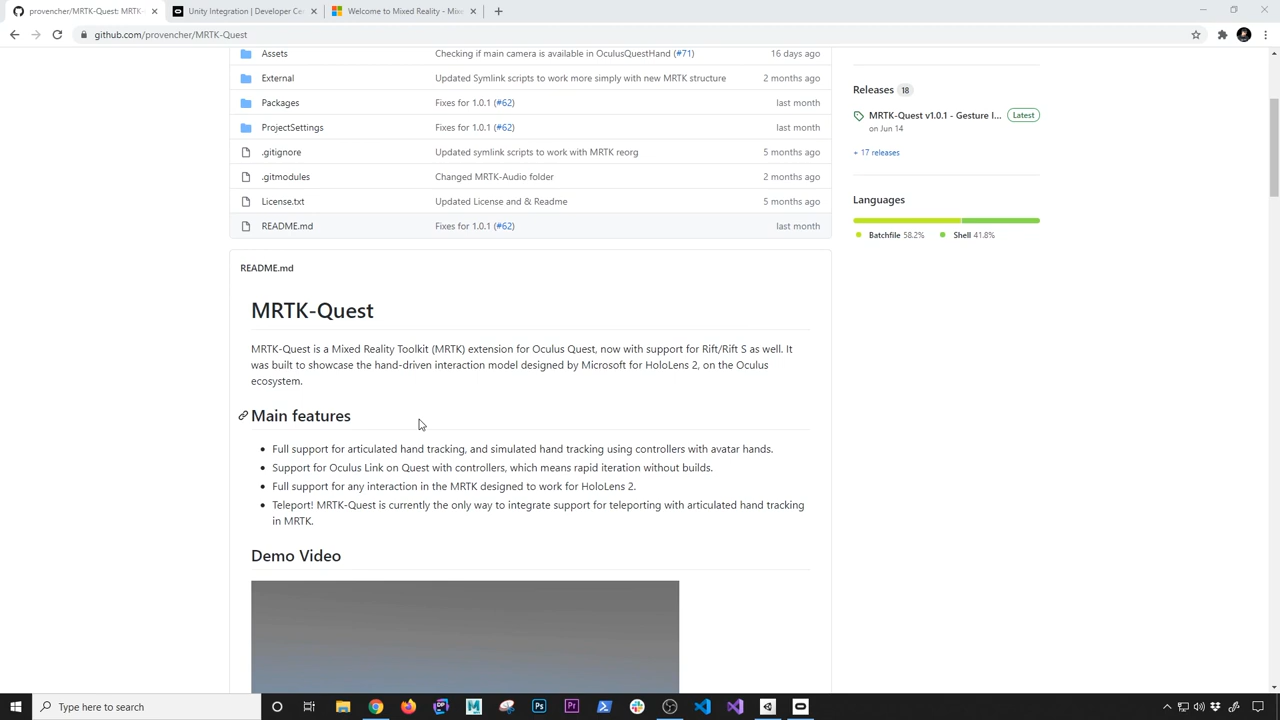 provencher/MRTK-Quest: MRTK-
Unity Integration | Developer Ce
Welcome to Mixed Reality - Mixe
github.com/provencher/MRTK-Quest
Assets Checking if main camera is available in OculusQuestHand (#71) 16 days ago
External Updated Symlink scripts to work more simply with new MRTK structure 2 months ago
Packages Fixes for 1.0.1 (#62) last month
ProjectSettings Fixes for 1.0.1 (#62) last month
.gitignore Updated symlink scripts to work with MRTK reorg 5 months ago
.gitmodules Changed MRTK-Audio folder 2 months ago
License.txt Updated License and & Readme 5 months ago
README.md Fixes for 1.0.1 (#62) last month
README.md
MRTK-Quest
MRTK-Quest is a Mixed Reality Toolkit (MRTK) extension for Oculus Quest, now with support for Rift/Rift S as well. It
was built to showcase the hand-driven interaction model designed by Microsoft for HoloLens 2, on the Oculus
ecosystem.
Main features
• Full support for articulated hand tracking, and simulated hand tracking using controllers with avatar hands.
• Support for Oculus Link on Quest with controllers, which means rapid iteration without builds.
• Full support for any interaction in the MRTK designed to work for HoloLens 2.
• Teleport! MRTK-Quest is currently the only way to integrate support for teleporting with articulated hand tracking
in MRTK.
Demo Video
Releases 18
MRTK-Quest v1.0.1 - Gesture I... Latest
on Jun 14
+ 17 releases
Languages
Batchfile 58.2% Shell 41.8%
Type here to search